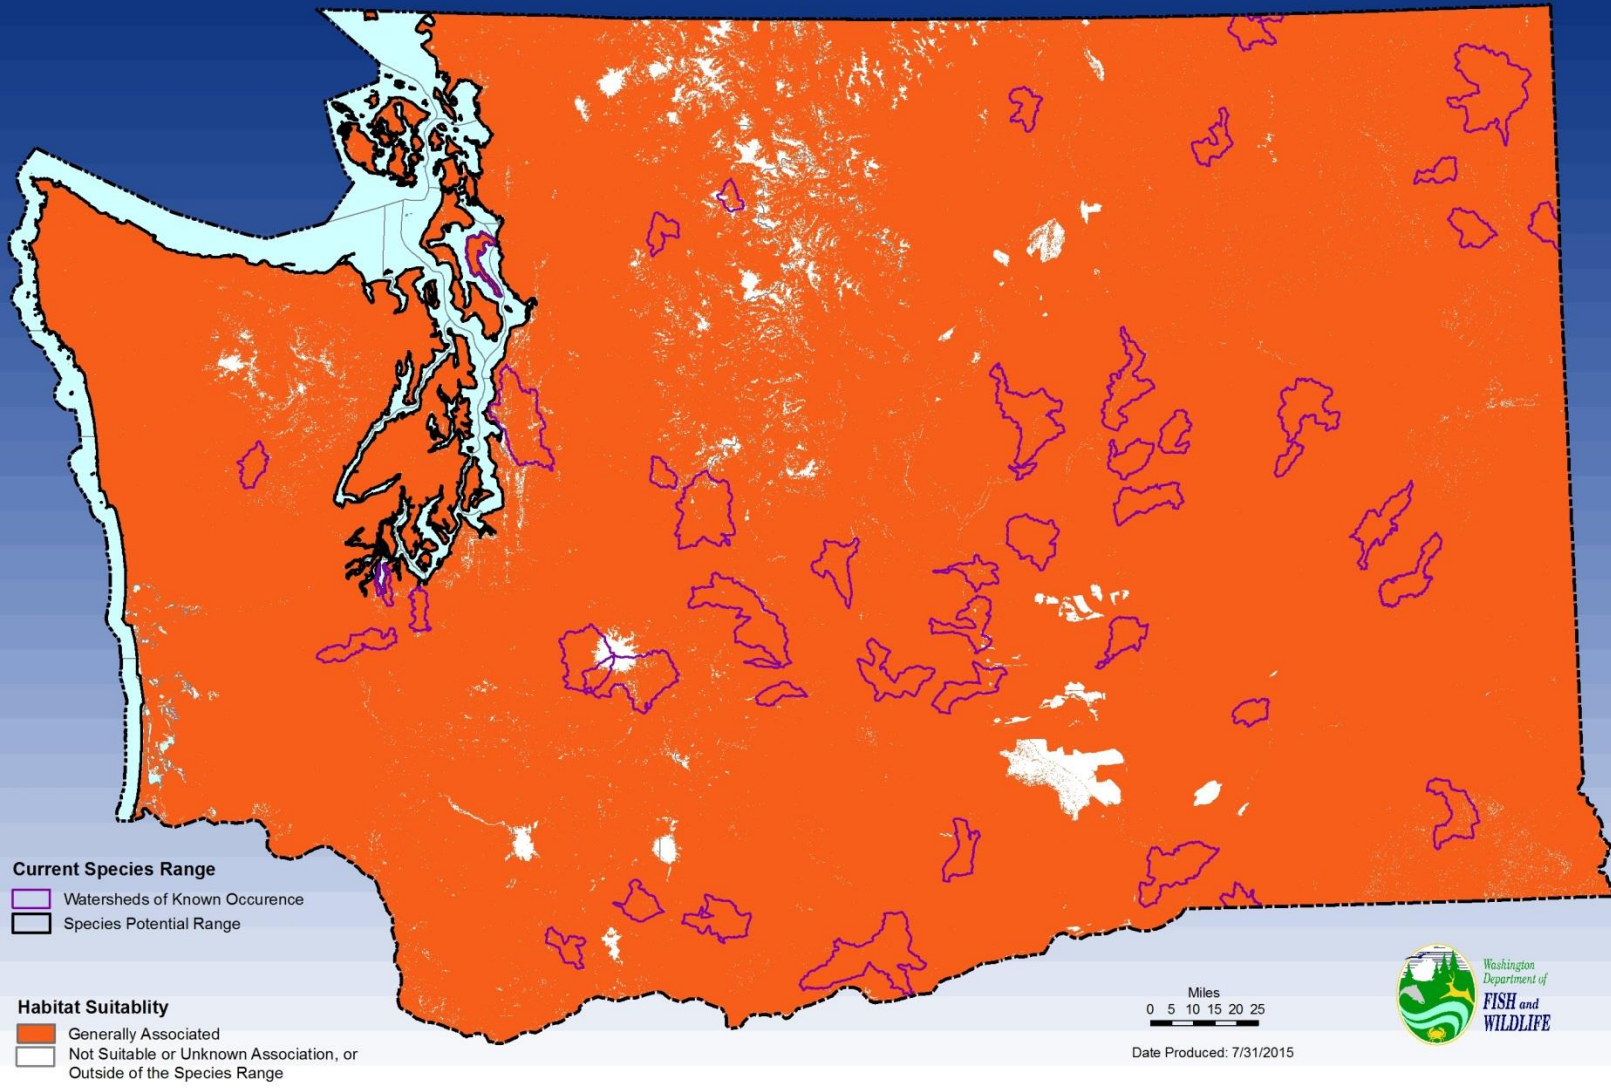 Current Species Range
Watersheds of Known Occurence
Species Potential Range
Habitat Suitablity
Generally Associated
Not Suitable or Unknown Association, or
Outside of the Species Range
Miles
0 5 10 15 20 25
Date Produced: 7/31/2015
Washington
Department of
FISH and
WILDLIFE